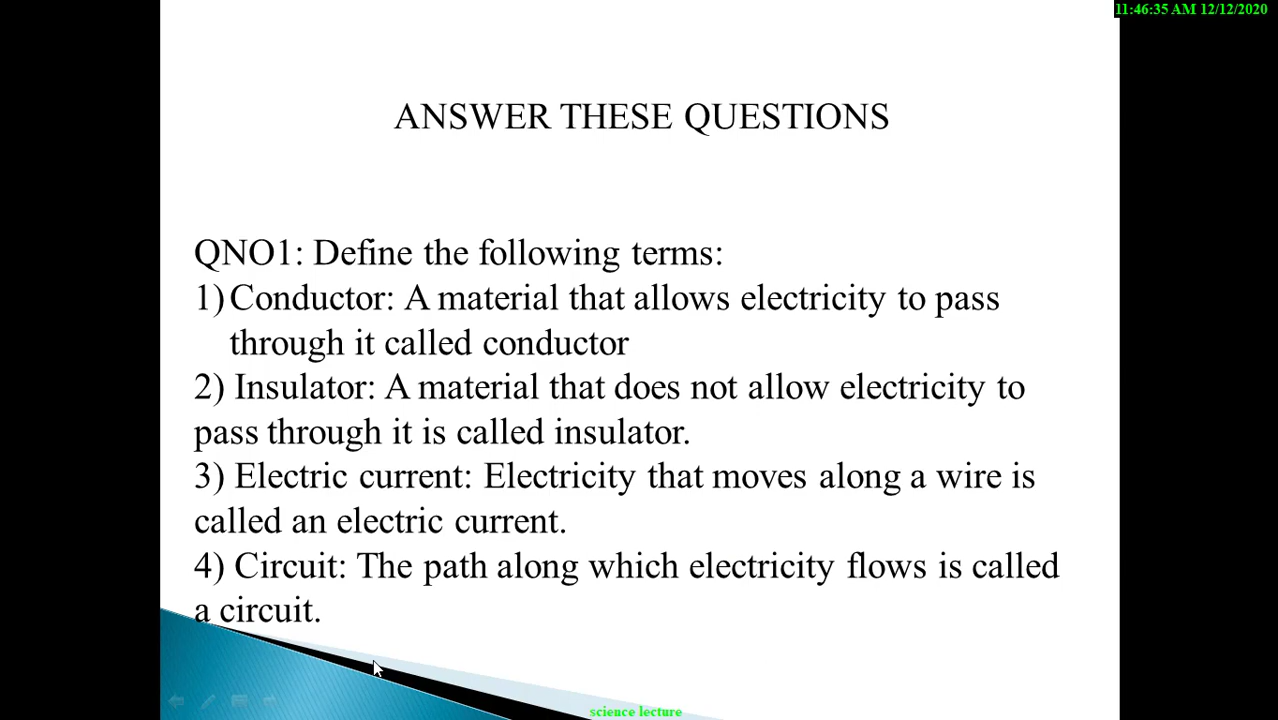 11:46:35 AM 12/12/2020
ANSWER THESE QUESTIONS
QNO1: Define the following terms:
1) Conductor: A material that allows electricity to pass
through it called conductor
2) Insulator: A material that does not allow electricity to
pass through it is called insulator.
3) Electric current: Electricity that moves along a wire is
called an electric current.
4) Circuit: The path along which electricity flows is called
a circuit.
science lecture